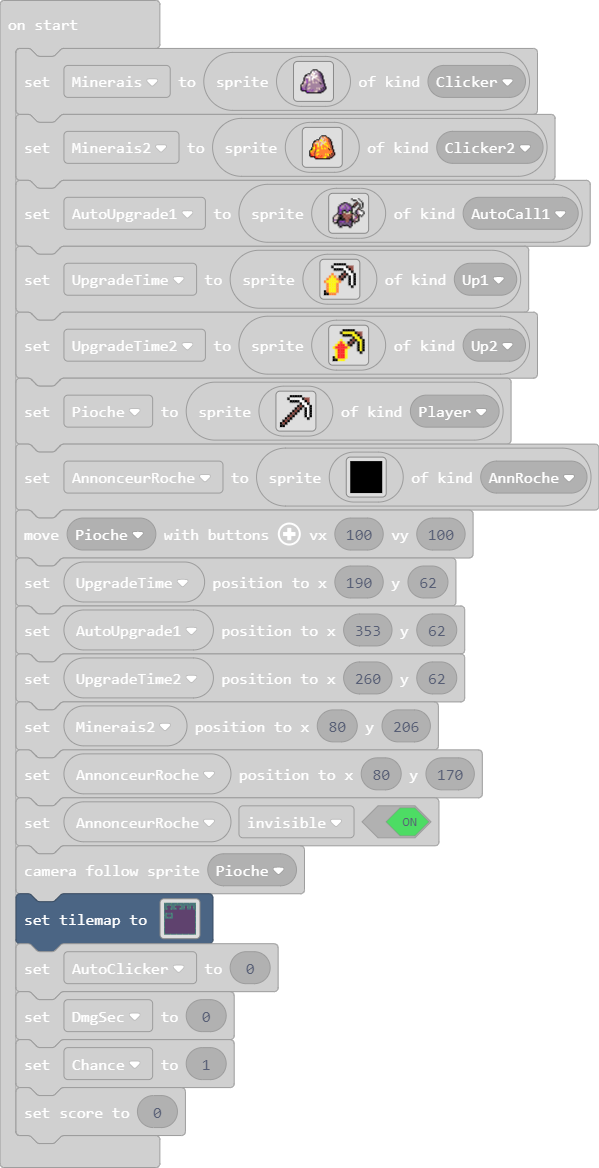 on start
set Minerais to sprite of kind Clicker
set Minerais2 to sprite of kind Clicker2
set AutoUpgrade1 to sprite of kind AutoCall1
set UpgradeTime to sprite of kind Up1
set UpgradeTime2 to sprite of kind Up2
set Pioche to sprite of kind Player
set AnnonceurRoche to sprite of kind AnnRoche
move Pioche with buttons vx 100 vy 100
set UpgradeTime position to x 190 y 62
set AutoUpgrade1 position to x 353 y 62
set UpgradeTime2 position to x 260 y 62
set Minerais2 position to x 80 y 206
set AnnonceurRoche position to x 80 y 170
set AnnonceurRoche invisible ON
camera follow sprite Pioche
set tilemap to
set AutoClicker to 0
set DmgSec to 0
set Chance to 1
set score to 0